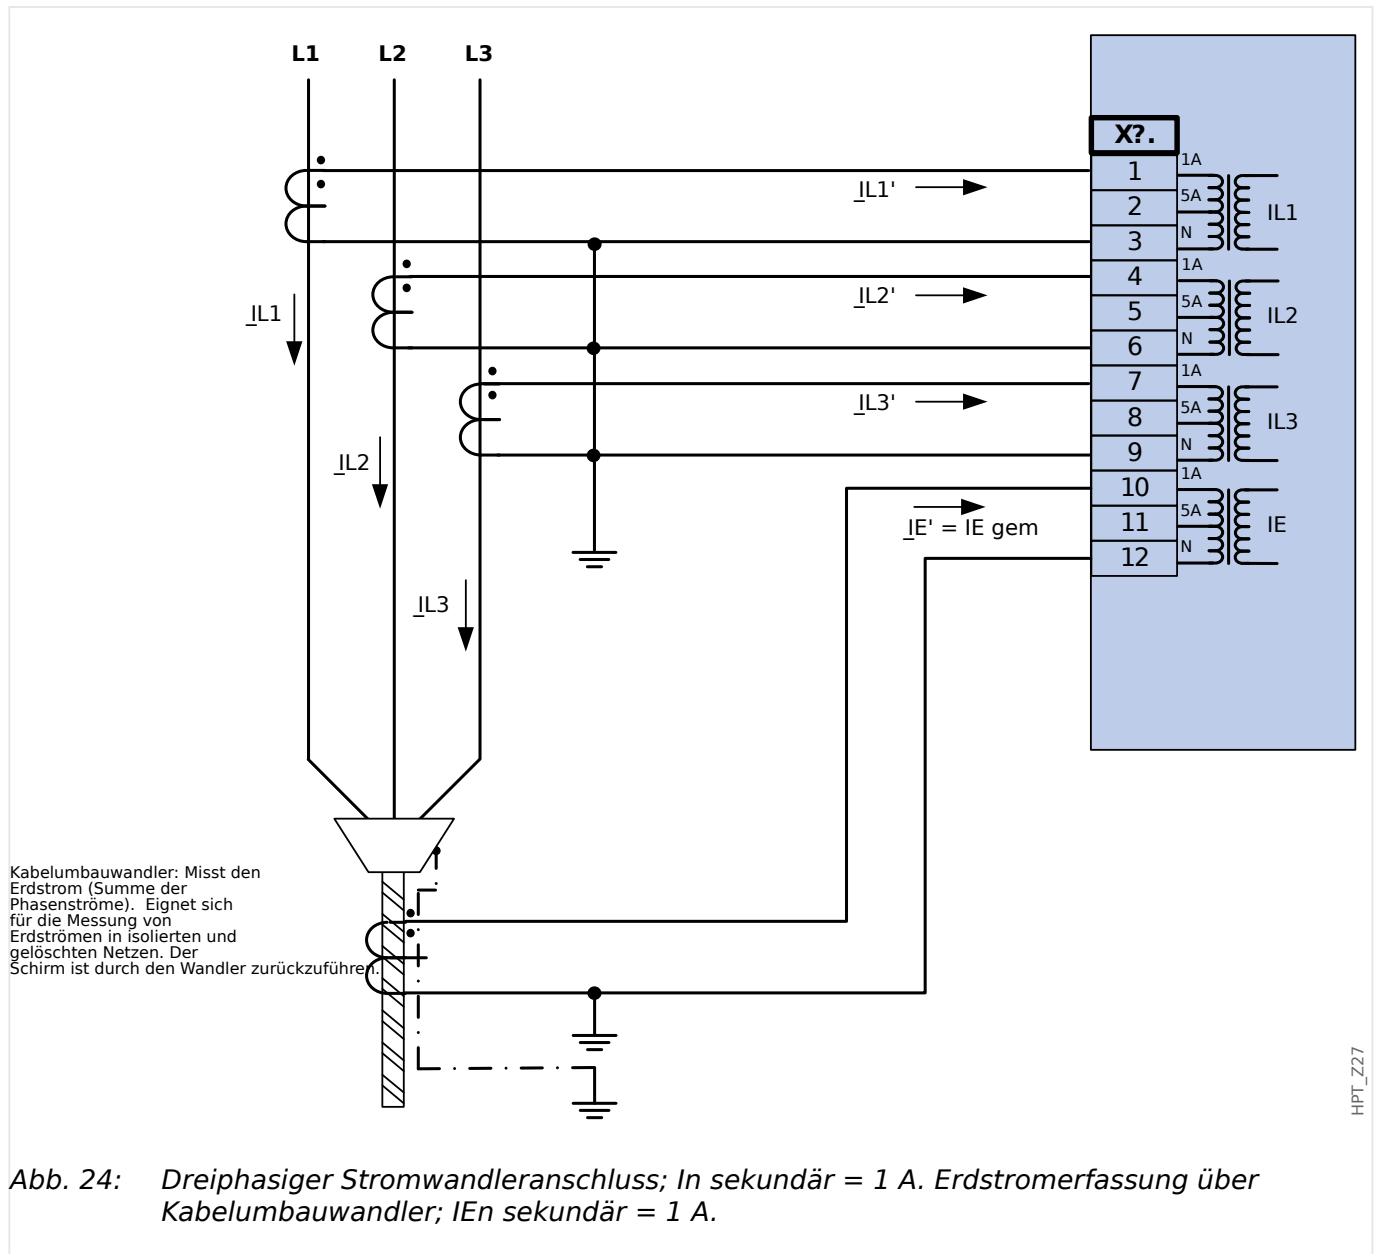 L1 L2 L3
X?.
1 1A
_IL1'
2 5A IL1
3 N
4 1A
_IL2'
5 5A IL2
_IL1
6 N
7 1A
_IL3'
8 5A IL3
9 N
_IL2
10 1A
_IE' = IE gem
11 5A IE
12 N
_IL3
Kabelumbauwandler: Misst den
Erdstrom (Summe der
Phasenströme). Eignet sich
für die Messung von
Erdströmen in isolierten und
gelöschten Netzen. Der
Schirm ist durch den Wandler zurückzuführen.
HPT_Z27
Abb. 24: Dreiphasiger Stromwandleranschluss; In sekundär = 1 A. Erdstromerfassung über
Kabelumbauwandler; IEn sekundär = 1 A.